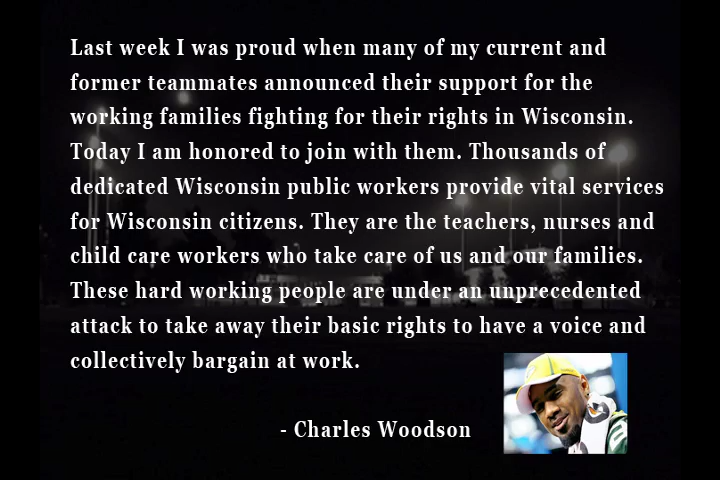 Last week I was proud when many of my current and
former teammates announced their support for the
working families fighting for their rights in Wisconsin.
Today I am honored to join with them. Thousands of
dedicated Wisconsin public workers provide vital services
for Wisconsin citizens. They are the teachers, nurses and
child care workers who take care of us and our families.
These hard working people are under an unprecedented
attack to take away their basic rights to have a voice and
collectively bargain at work.
- Charles Woodson